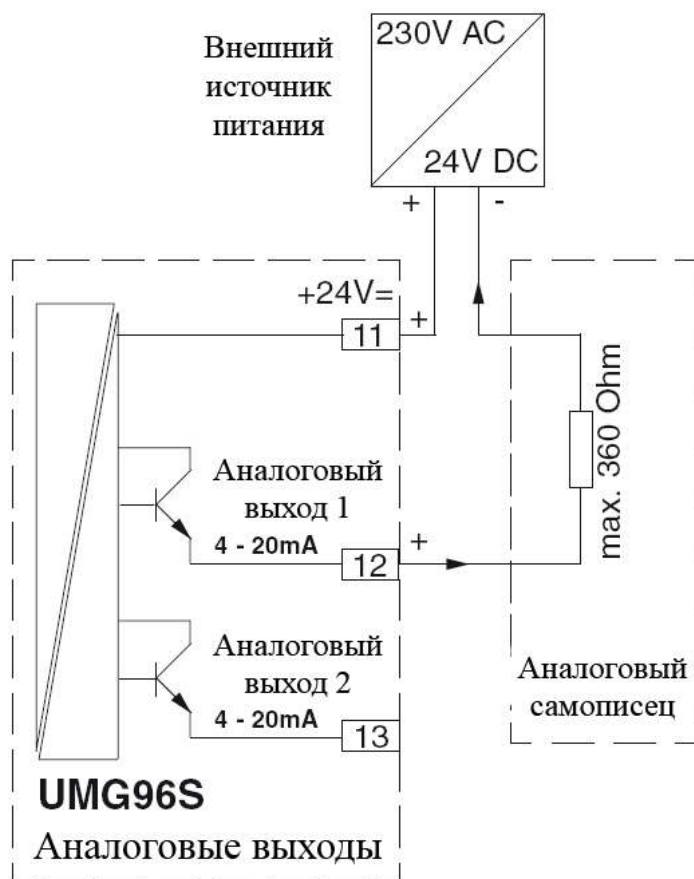 Внешний
источник
питания
230V AC
24V DC
+
-
+24V=
11
+
max. 360 Ohm
Аналоговый
выход 1
4 - 20mA
12
+
Аналоговый
выход 2
4 - 20mA
13
Аналоговый
самописец
UMG96S
Аналоговые выходы